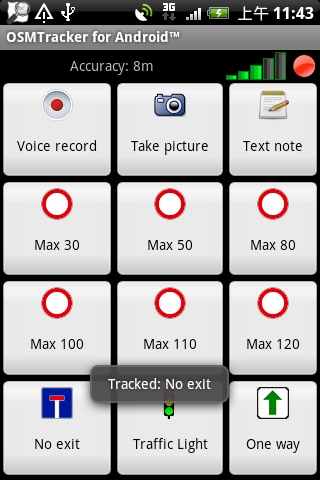 3G 上午 11:43
OSMTracker for Android™
Accuracy: 8m
Voice record Take picture Text note
Max 30 Max 50 Max 80
Max 100 Max 110 Max 120
Tracked: No exit
No exit Traffic Light One way